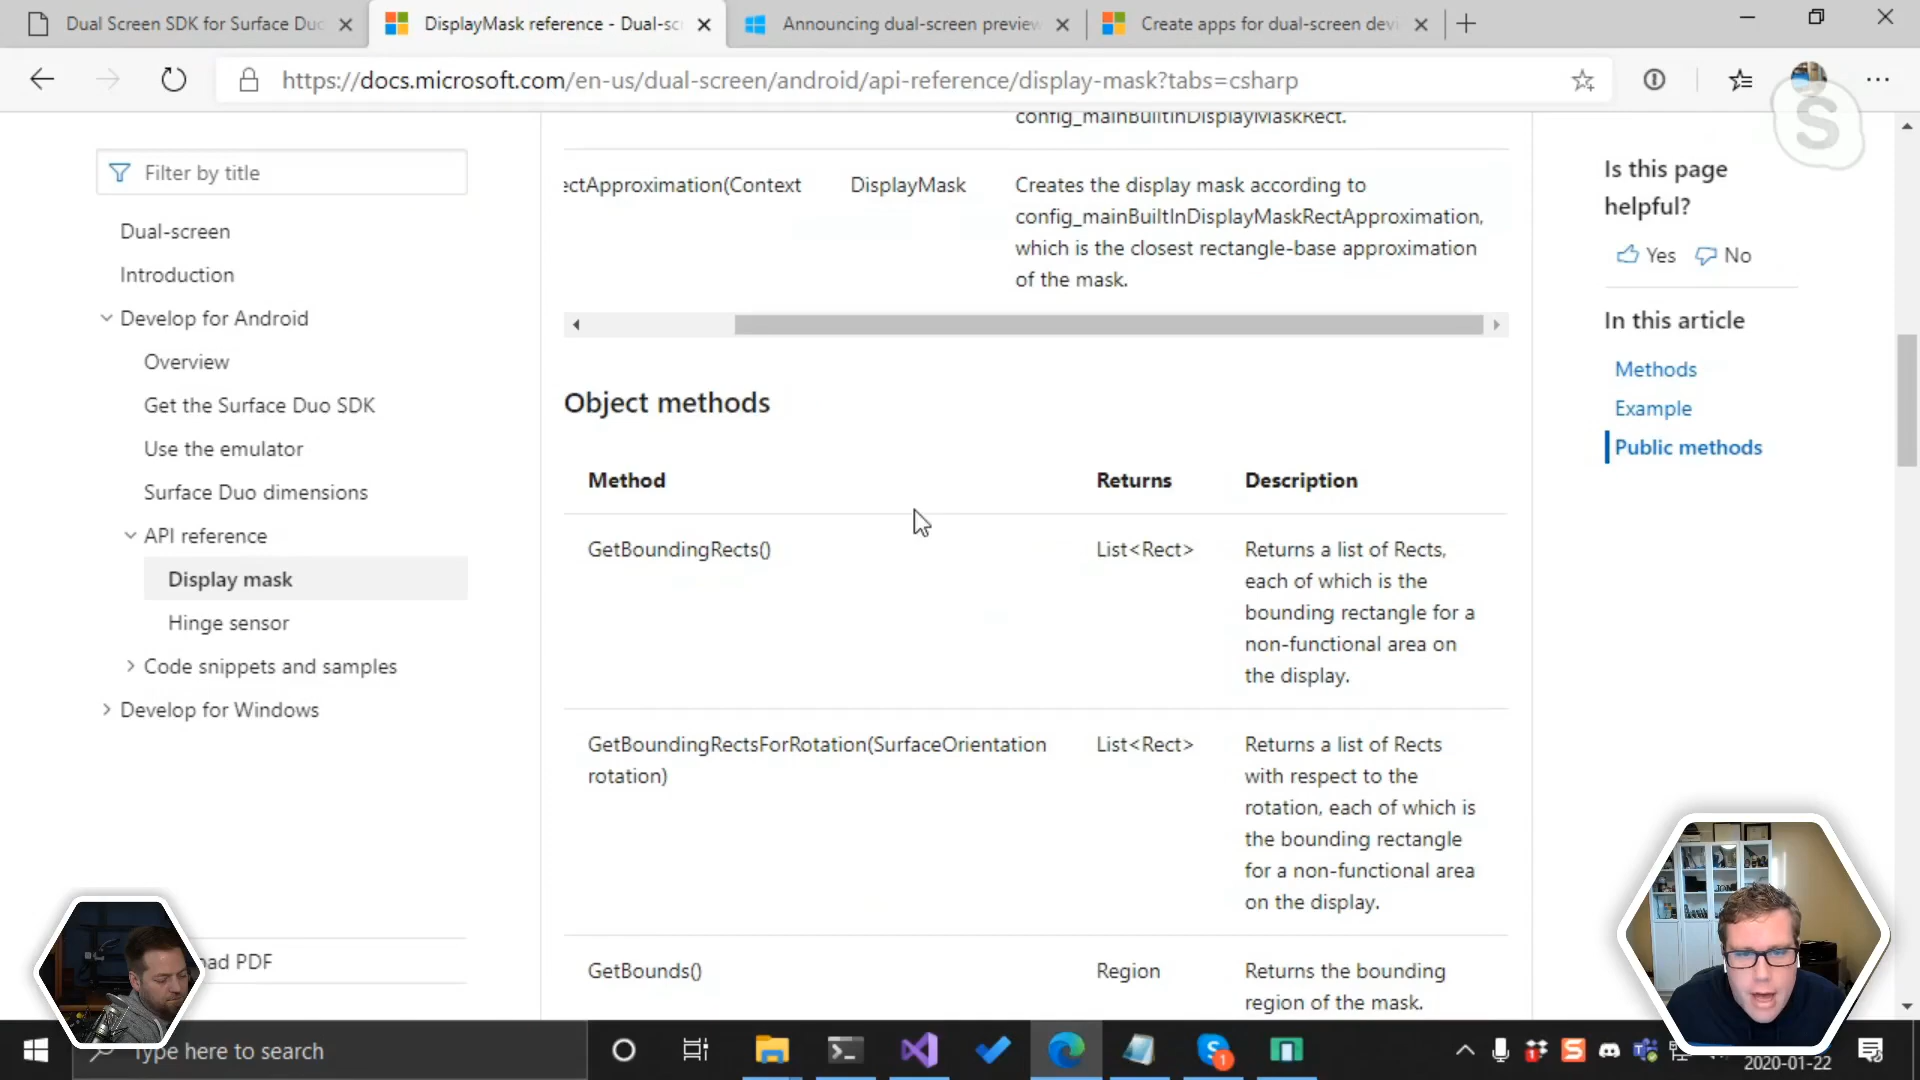 Dual Screen SDK for Surface Duo
DisplayMask reference - Dual-sc
Announcing dual-screen preview
Create apps for dual-screen devi
https://docs.microsoft.com/en-us/dual-screen/android/api-reference/display-mask?tabs=csharp
Filter by title
Dual-screen
Introduction
Develop for Android
Overview
Get the Surface Duo SDK
Use the emulator
Surface Duo dimensions
API reference
Display mask
Hinge sensor
Code snippets and samples
Develop for Windows
oad PDF
config_mainBuiltInDisplayMaskRect.
ectApproximation(Context
DisplayMask
Creates the display mask according to
config_mainBuiltInDisplayMaskRectApproximation,
which is the closest rectangle-base approximation
of the mask.
Object methods
Method
Returns
Description
GetBoundingRects()
List<Rect>
Returns a list of Rects,
each of which is the
bounding rectangle for a
non-functional area on
the display.
GetBoundingRectsForRotation(SurfaceOrientation
rotation)
List<Rect>
Returns a list of Rects
with respect to the
rotation, each of which is
the bounding rectangle
for a non-functional area
on the display.
GetBounds()
Region
Returns the bounding
region of the mask.
Is this page
helpful?
Yes
No
In this article
Methods
Example
Public methods
Type here to search
2020-01-22